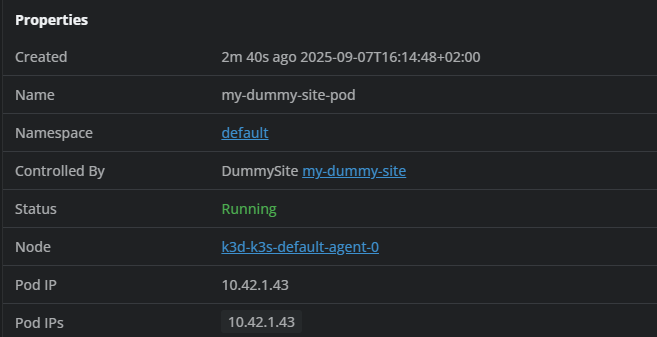 Properties
Created 2m 40s ago 2025-09-07T16:14:48+02:00
Name my-dummy-site-pod
Namespace default
Controlled By DummySite my-dummy-site
Status Running
Node k3d-k3s-default-agent-0
Pod IP 10.42.1.43
Pod IPs 10.42.1.43